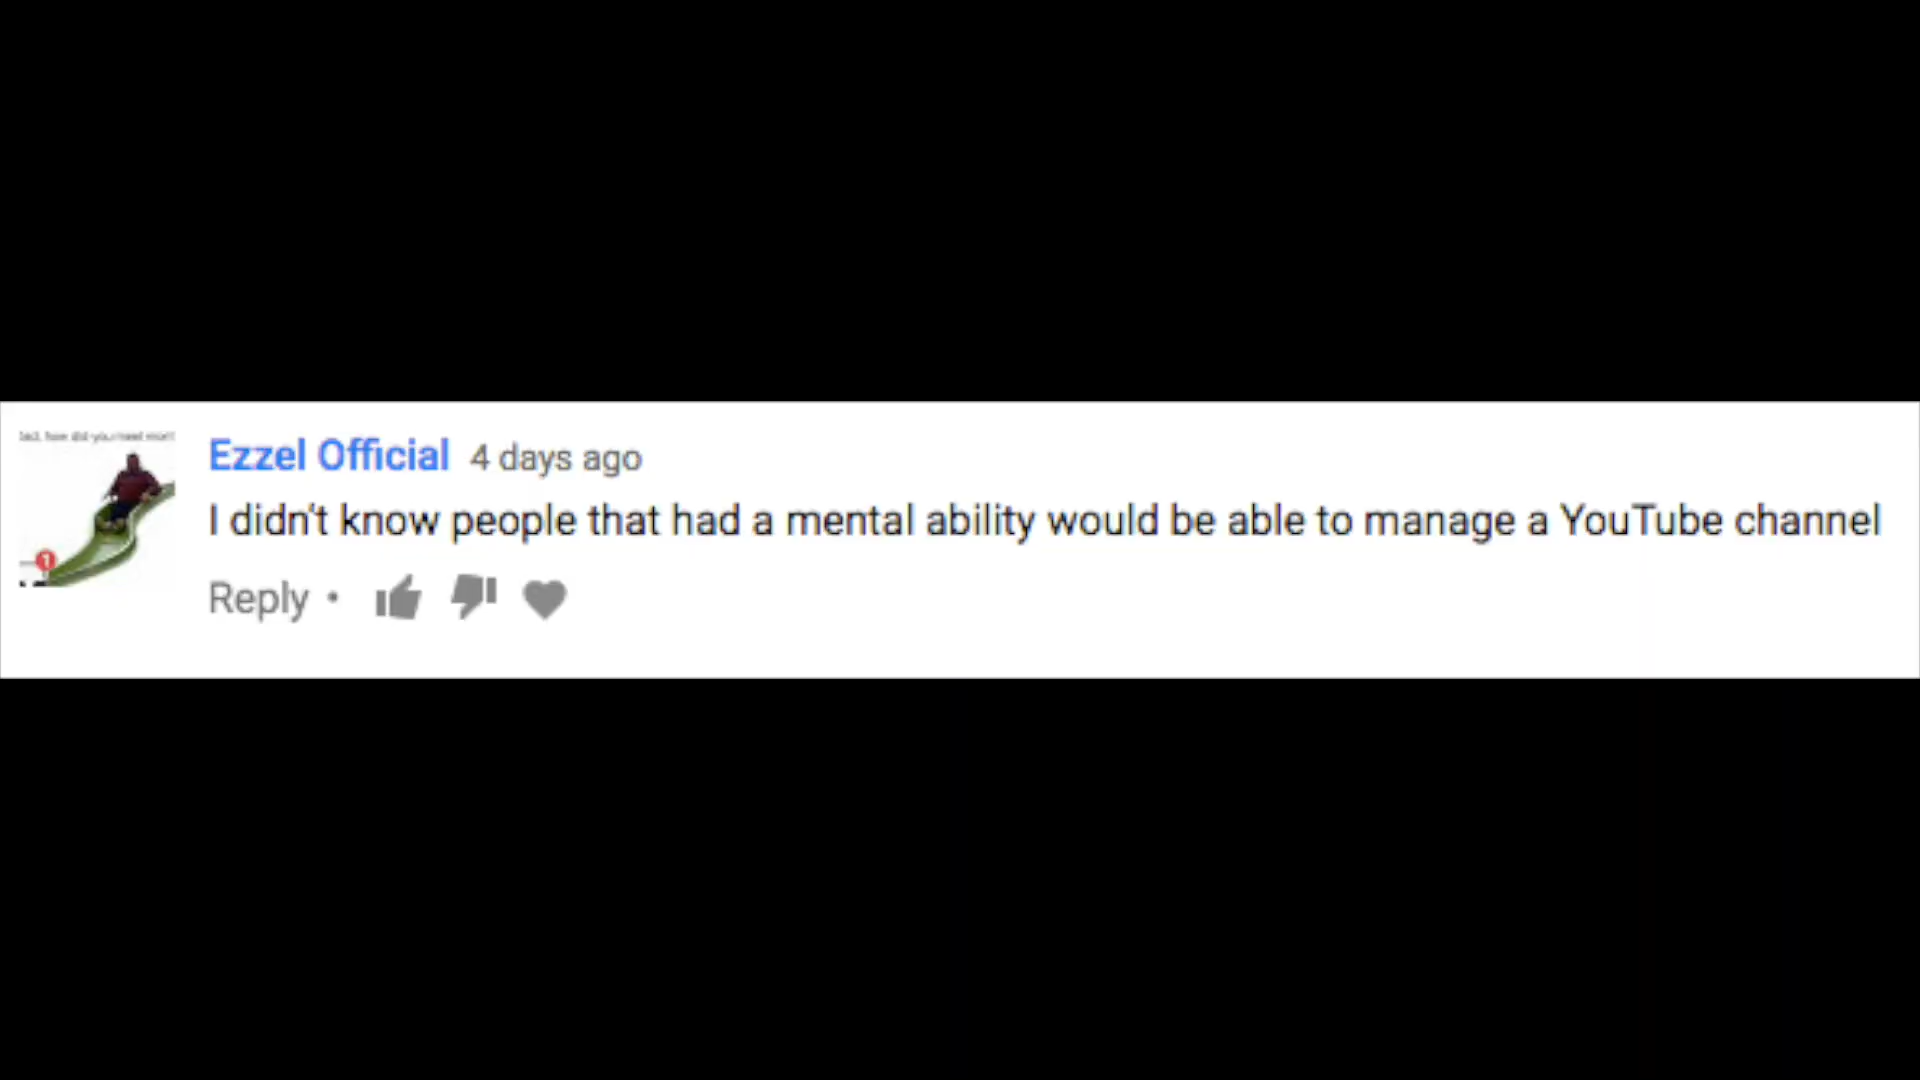 Ezzel Official 4 days ago
I didn't know people that had a mental ability would be able to manage a YouTube channel
Reply •
1